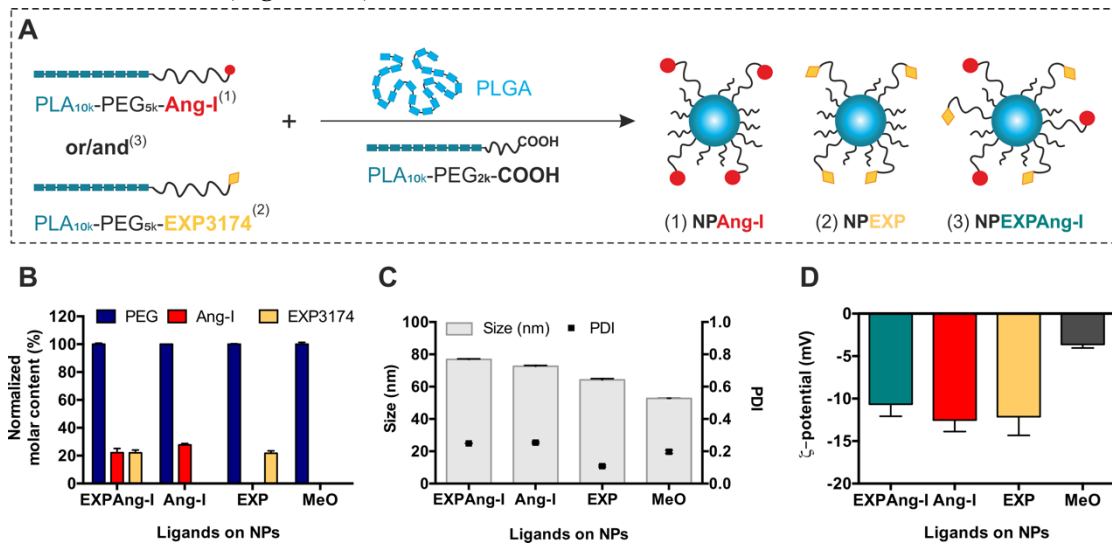 A
PLA10k-PEG5k-Ang-I(1)
or/and(3)
PLA10k-PEG5k-EXP3174(2)
+
PLGA
COOH
PLA10k-PEG2k-COOH
(1) NPAng-I
(2) NPEXP
(3) NPEXPAng-I
B
PEG
Ang-I
EXP3174
Normalized
molar content (%)
120
100
80
60
40
20
0
EXPAng-I
Ang-I
EXP
MeO
Ligands on NPs
C
Size (nm)
PDI
Size (nm)
100
80
60
40
20
0
1.0
0.8
0.6
0.4
0.2
0.0
PDI
EXPAng-I
Ang-I
EXP
MeO
Ligands on NPs
D
ζ-potential (mV)
0
-5
-10
-15
-20
EXPAng-I
Ang-I
EXP
MeO
Ligands on NPs